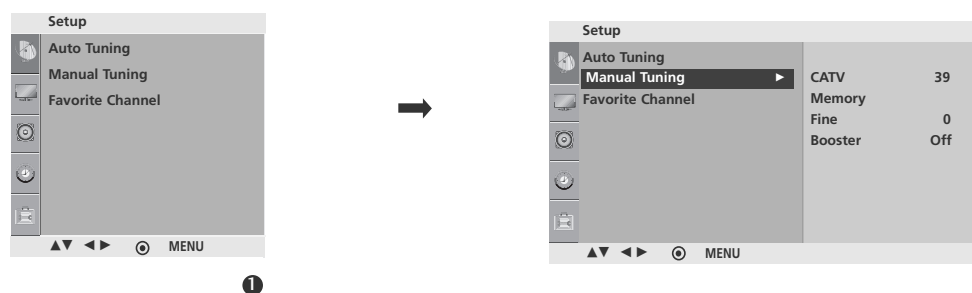 Setup
Auto Tuning
Manual Tuning
Favorite Channel
▲▼ ◄► ⦿ MENU
❶
Setup
Auto Tuning
Manual Tuning ►
Favorite Channel
CATV 39
Memory
Fine 0
Booster Off
▲▼ ◄► ⦿ MENU